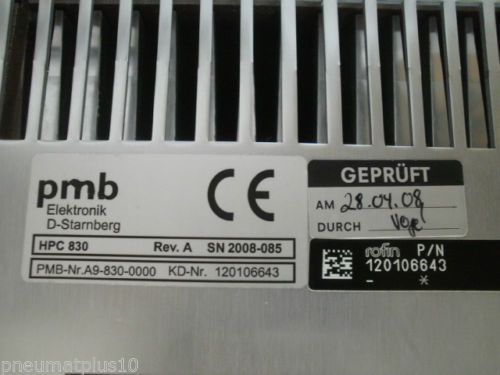 pmb
Elektronik
D-Starnberg
CE
HPC 830 Rev. A SN 2008-085
PMB-Nr.A9-830-0000 KD-Nr. 120106643
GEPRÜFT
AM 28.04.08
DURCH
rofin P/N
120106643
- *
pneumatplus10